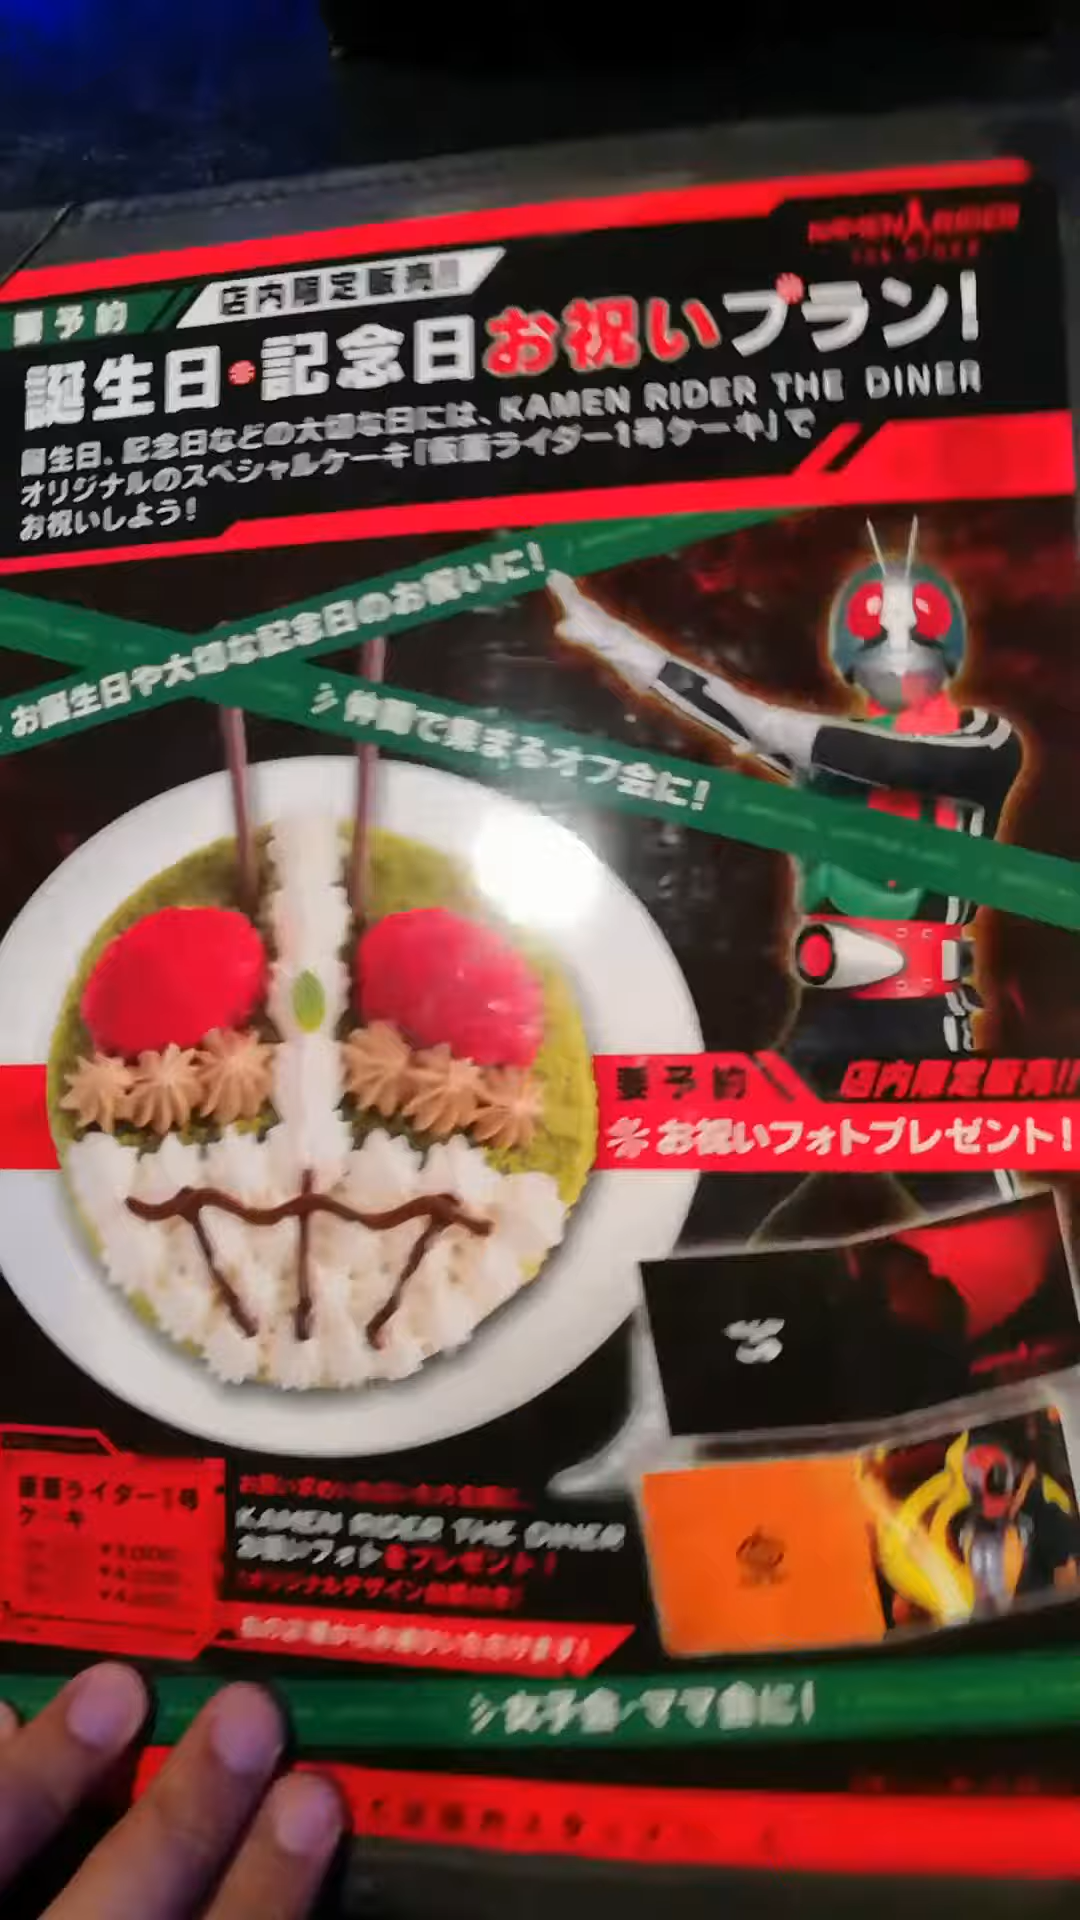 KAMEN RIDER
要予約
店内限定販売!!
誕生日・記念日お祝いプラン!
誕生日、記念日などの大切な日には、KAMEN RIDER THE DINER
オリジナルのスペシャルケーキ「仮面ライダー1号ケーキ」で
お祝いしよう!
お誕生日や大切な記念日のお祝いに!
仲間で集まるオフ会に!
要予約
店内限定販売!!
お祝いフォトプレゼント!
仮面ライダー1号
ケーキ
KAMEN RIDER THE DINER
お祝いフォトをプレゼント!
女子会・ママ会に!